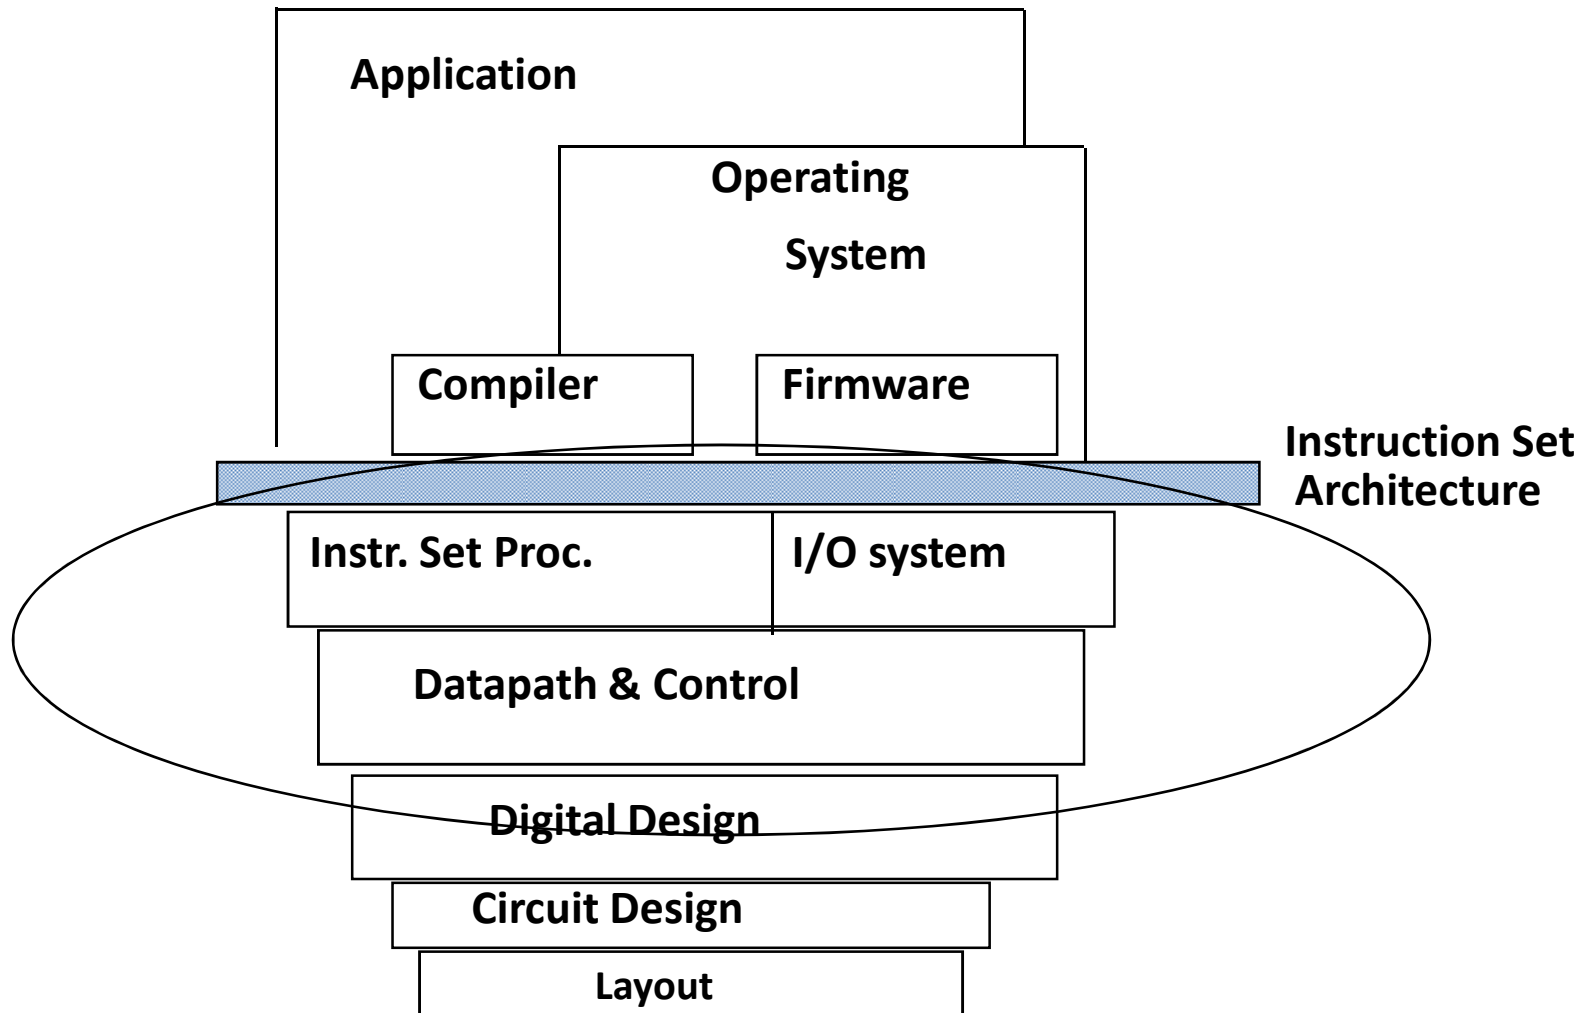 Application
Operating
System
Compiler
Firmware
Instruction Set
Architecture
Instr. Set Proc.
I/O system
Datapath & Control
Digital Design
Circuit Design
Layout